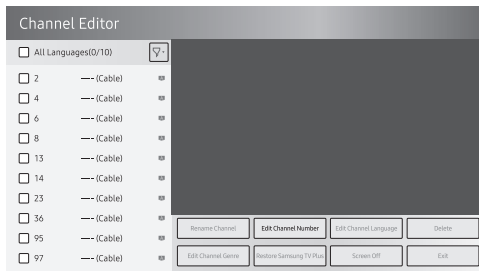 Channel Editor
All Languages(0/10)
2 —-- (Cable)
4 —-- (Cable)
6 —-- (Cable)
8 —-- (Cable)
13 —-- (Cable)
14 —-- (Cable)
23 —-- (Cable)
36 —-- (Cable)
95 —-- (Cable)
97 —-- (Cable)
Rename Channel Edit Channel Number Edit Channel Language Delete
Edit Channel Genre Restore Samsung TV Plus Screen Off Exit